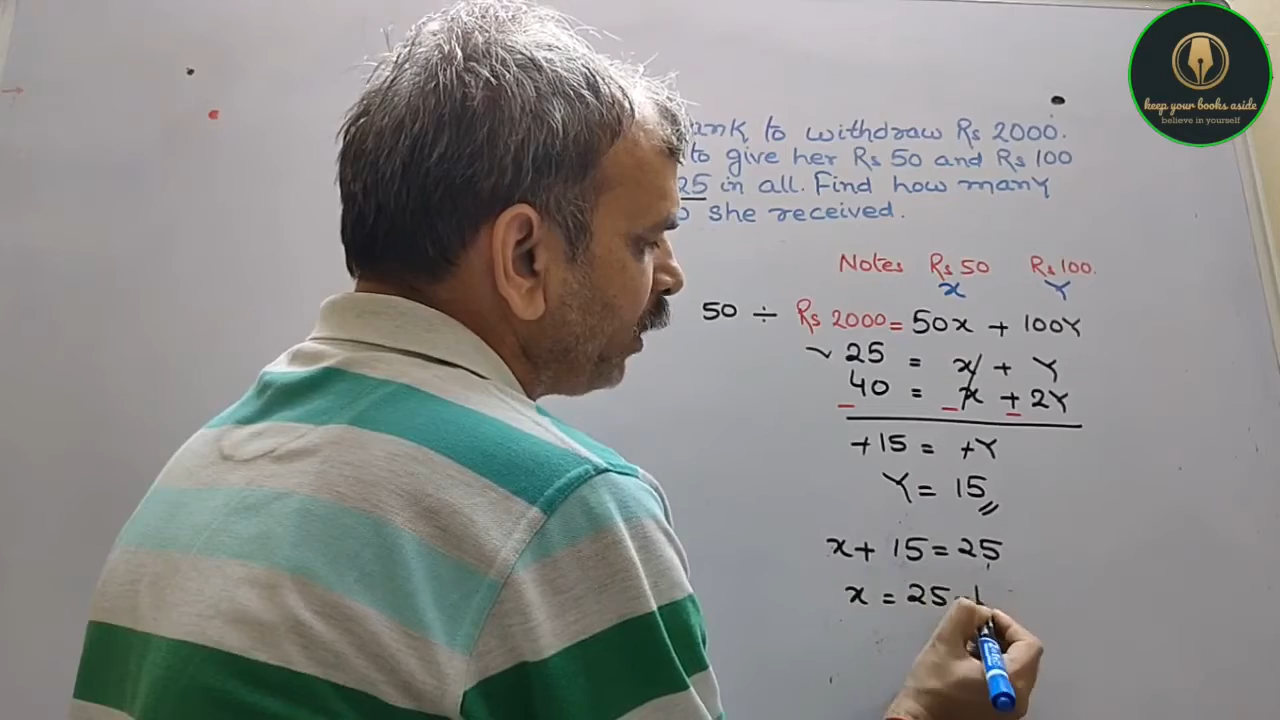 keep your books aside
believe in yourself
to withdraw Rs 2000.
to give her Rs 50 and Rs 100
25 in all. Find how many
she received.
Notes Rs 50 Rs 100.
x Y
50 ÷ Rs 2000 = 50x + 100Y
25 = x + Y
40 = x + 2Y
+15 = +Y
Y = 15
x + 15 = 25
x = 25 - 1